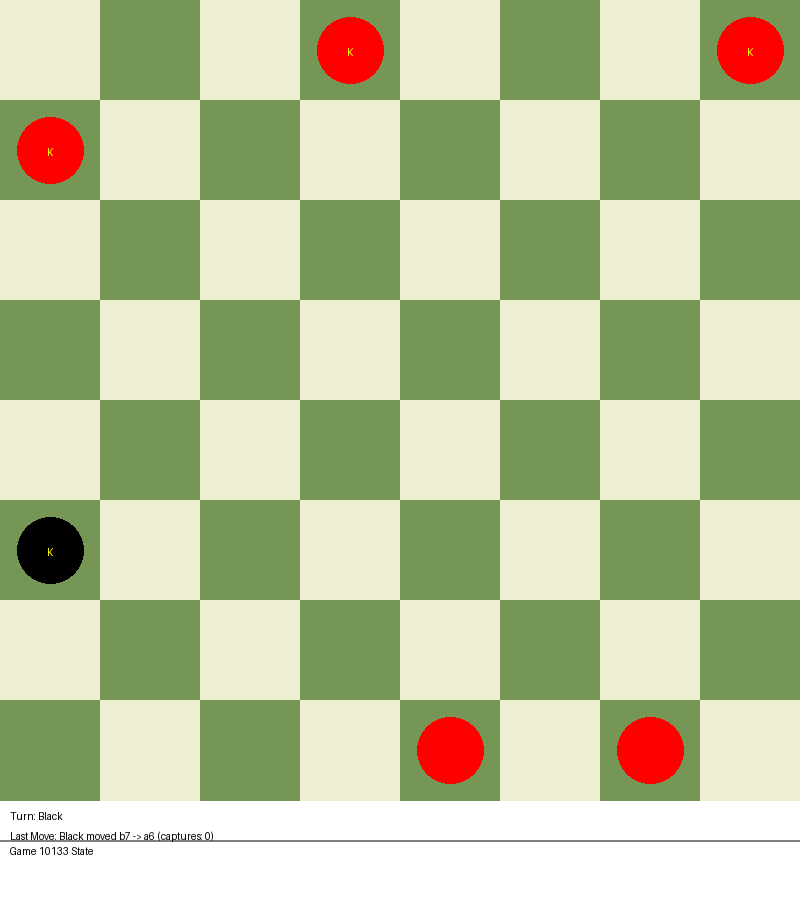 K K
K
K
Turn: Black
Last Move: Black moved b7 -> a6 (captures: 0)
Game 10133 State